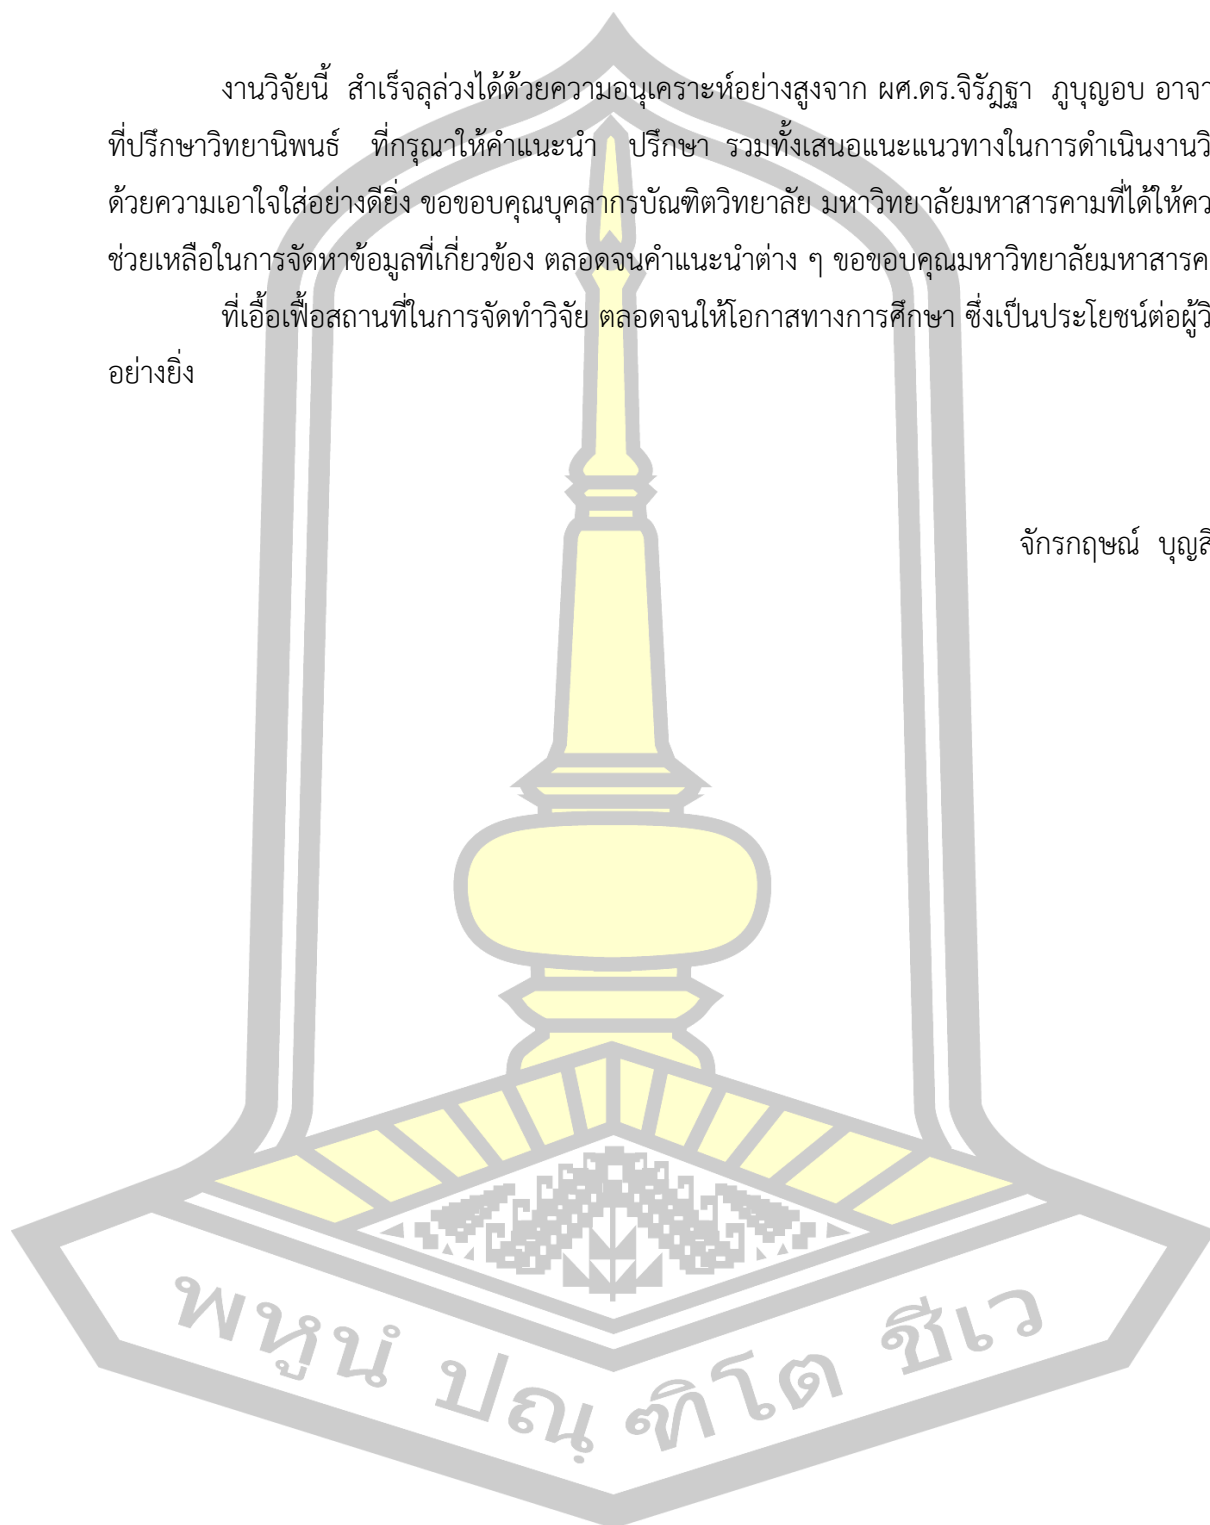 งานวิจัยนี้ สำเร็จลุล่วงได้ด้วยความอนุเคราะห์อย่างสูงจาก ผศ.ดร.จิรัฎฐา ภูบุญอบ อาจา
ที่ปรึกษาวิทยานิพนธ์ ที่กรุณาให้คำแนะนำ ปรึกษา รวมทั้งเสนอแนะแนวทางในการดำเนินงานวิ
ด้วยความเอาใจใส่อย่างดียิ่ง ขอขอบคุณบุคลากรบัณฑิตวิทยาลัย มหาวิทยาลัยมหาสารคามที่ได้ให้คว
ช่วยเหลือในการจัดหาข้อมูลที่เกี่ยวข้อง ตลอดจนคำแนะนำต่าง ๆ ขอขอบคุณมหาวิทยาลัยมหาสารค
ที่เอื้อเฟื้อสถานที่ในการจัดทำวิจัย ตลอดจนให้โอกาสทางการศึกษา ซึ่งเป็นประโยชน์ต่อผู้วิ
อย่างยิ่ง
จักรกฤษณ์ บุญสิ
พหูนํ ปณฺ ฑิโต ชีเว